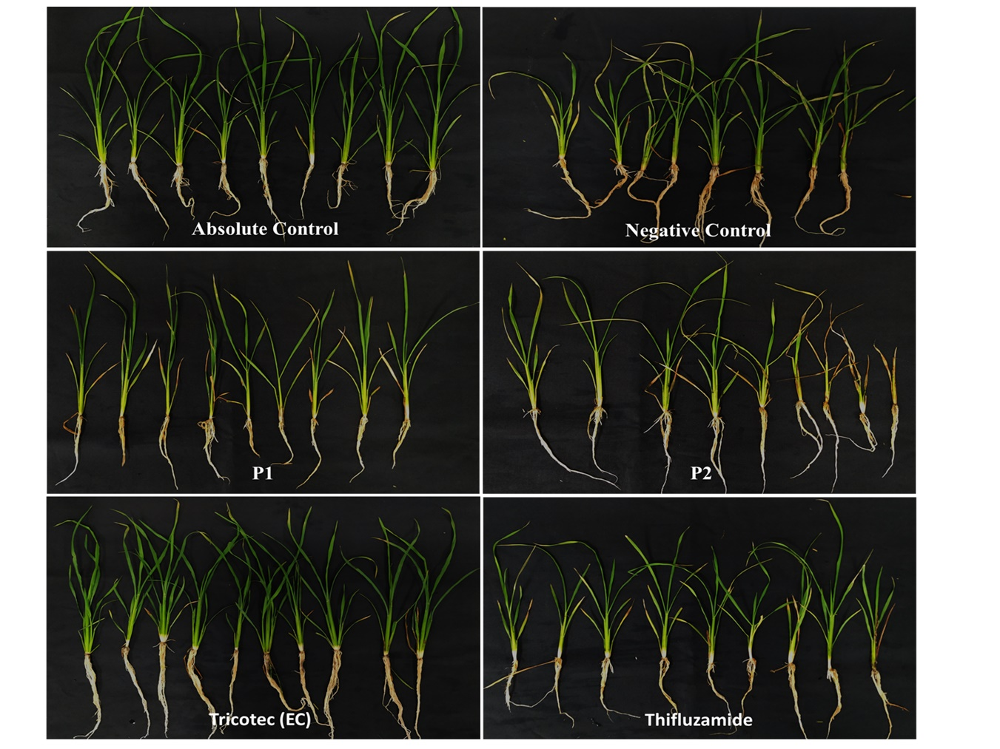 Absolute Control
Negative Control
P1
P2
Tricotec (EC)
Thifluzamide